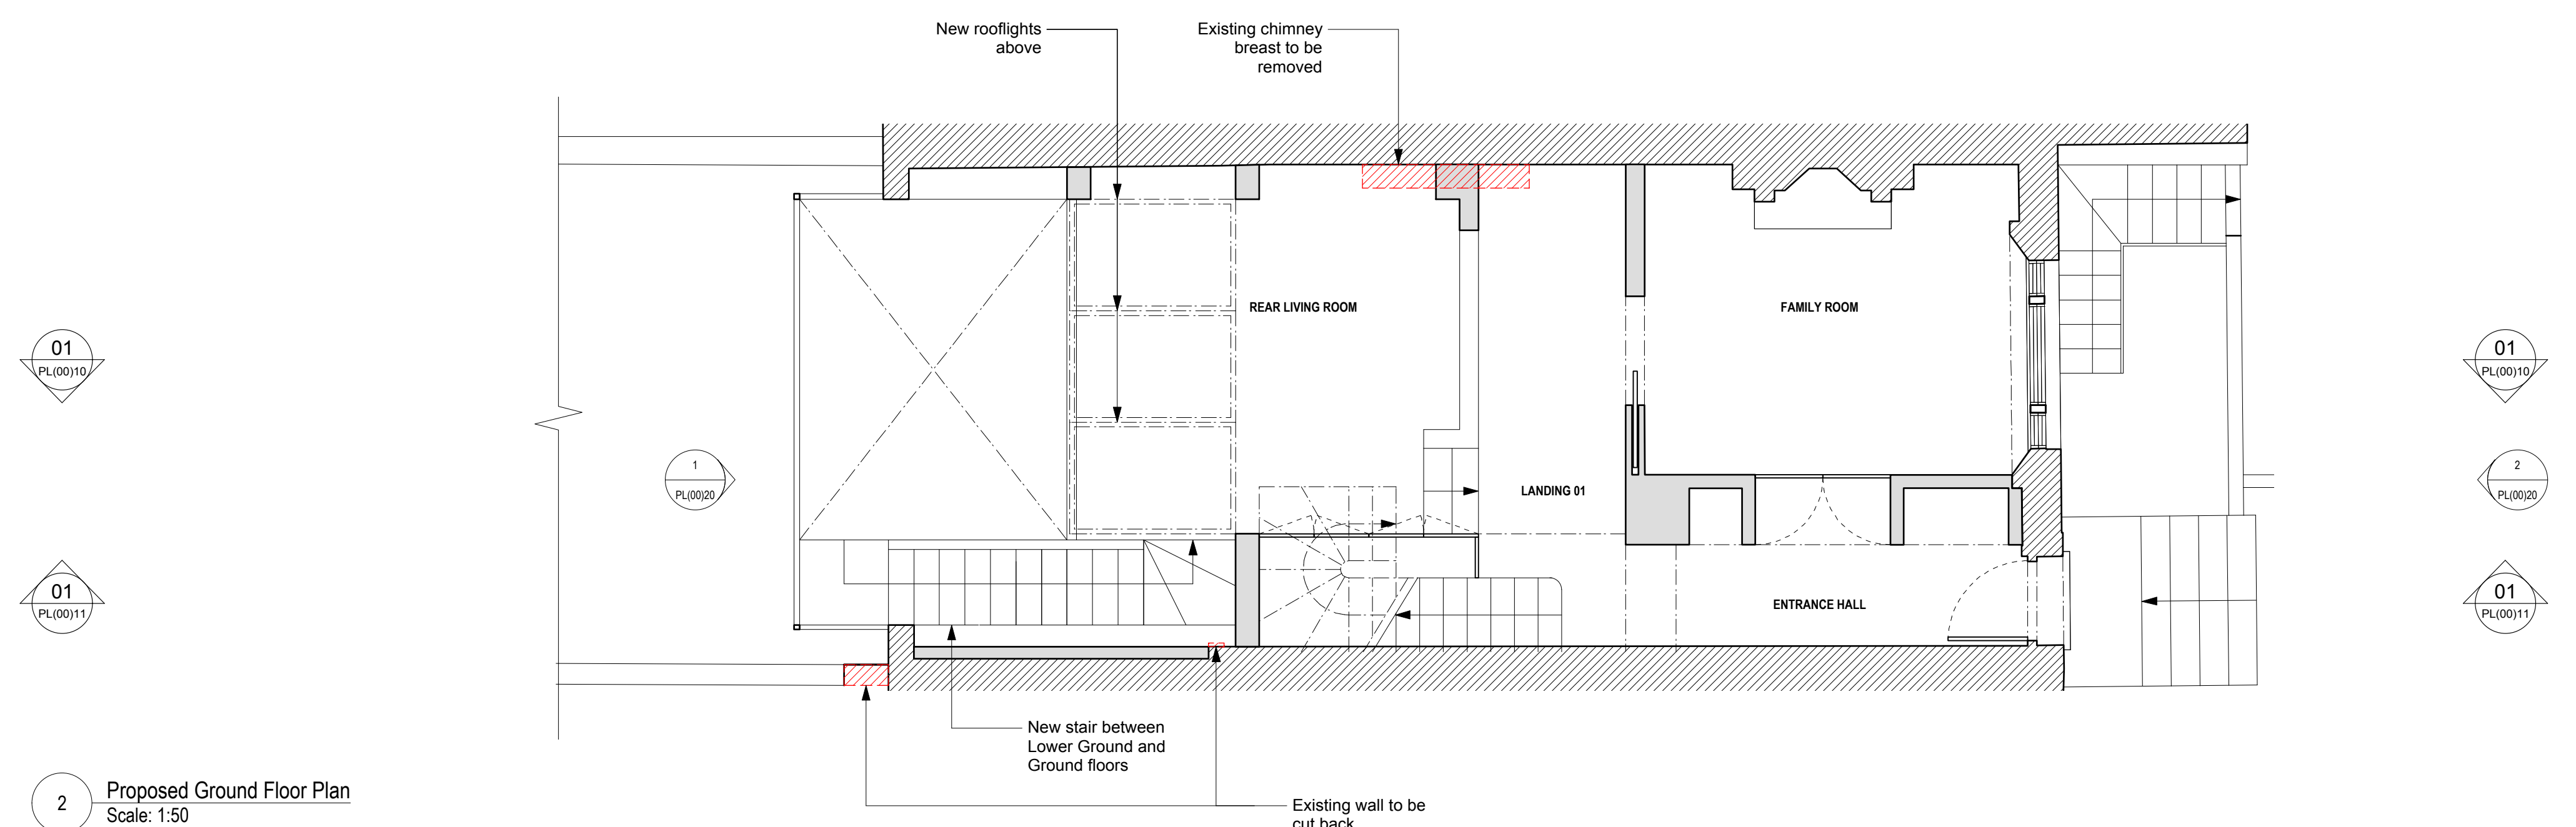 New rooflights
above
Existing chimney
breast to be
removed
REAR LIVING ROOM
FAMILY ROOM
01
PL(00)10
01
PL(00)10
1
PL(00)20
LANDING 01
2
PL(00)20
01
PL(00)11
ENTRANCE HALL
01
PL(00)11
New stair between
Lower Ground and
Ground floors
2
Proposed Ground Floor Plan
Scale: 1:50
Existing wall to be
cut back